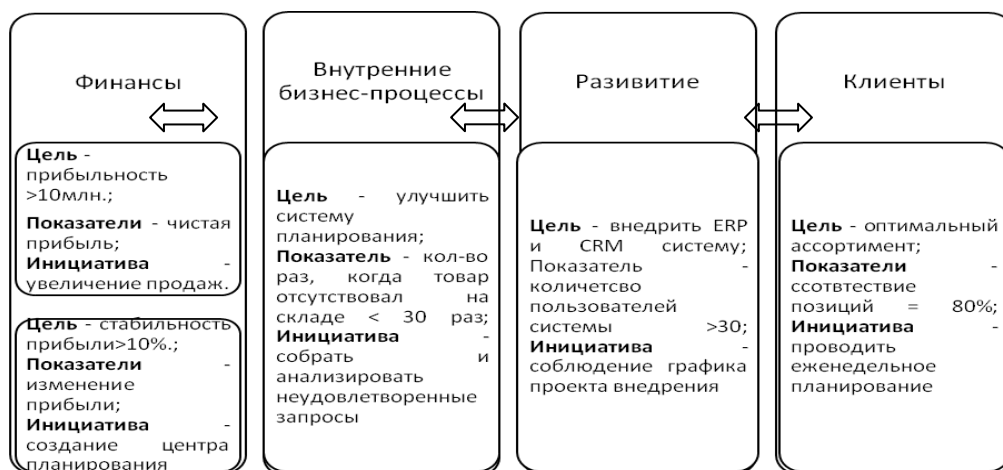 Финансы
Цель -
прибыльность
>10млн.;
Показатели - чистая
прибыль;
Инициатива -
увеличение продаж.
Цель - стабильность
прибыли>10%.;
Показатели -
изменение
прибыли;
Инициатива -
создание центра
планирования
Внутренние
бизнес-процессы
Цель - улучшить
систему
планирования;
Показатель - кол-во
раз, когда товар
отсутствовал на
складе < 30 раз;
Инициатива -
собрать и
анализировать
неудовлетворенные
запросы
Разивитие
Цель - внедрить ERP
и CRM систему;
Показатель -
количетсво
пользователей
системы >30;
Инициатива -
соблюдение графика
проекта внедрения
Клиенты
Цель - оптимальный
ассортимент;
Показатели -
ссотвтествие
позиций = 80%;
Инициатива -
проводить
еженедельное
планирование